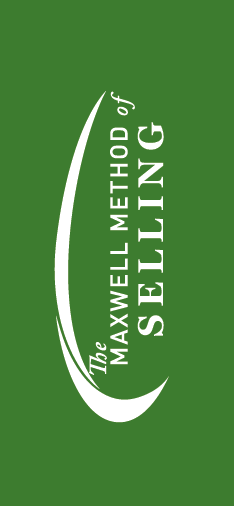 The
MAXWELL METHOD of
SELLING